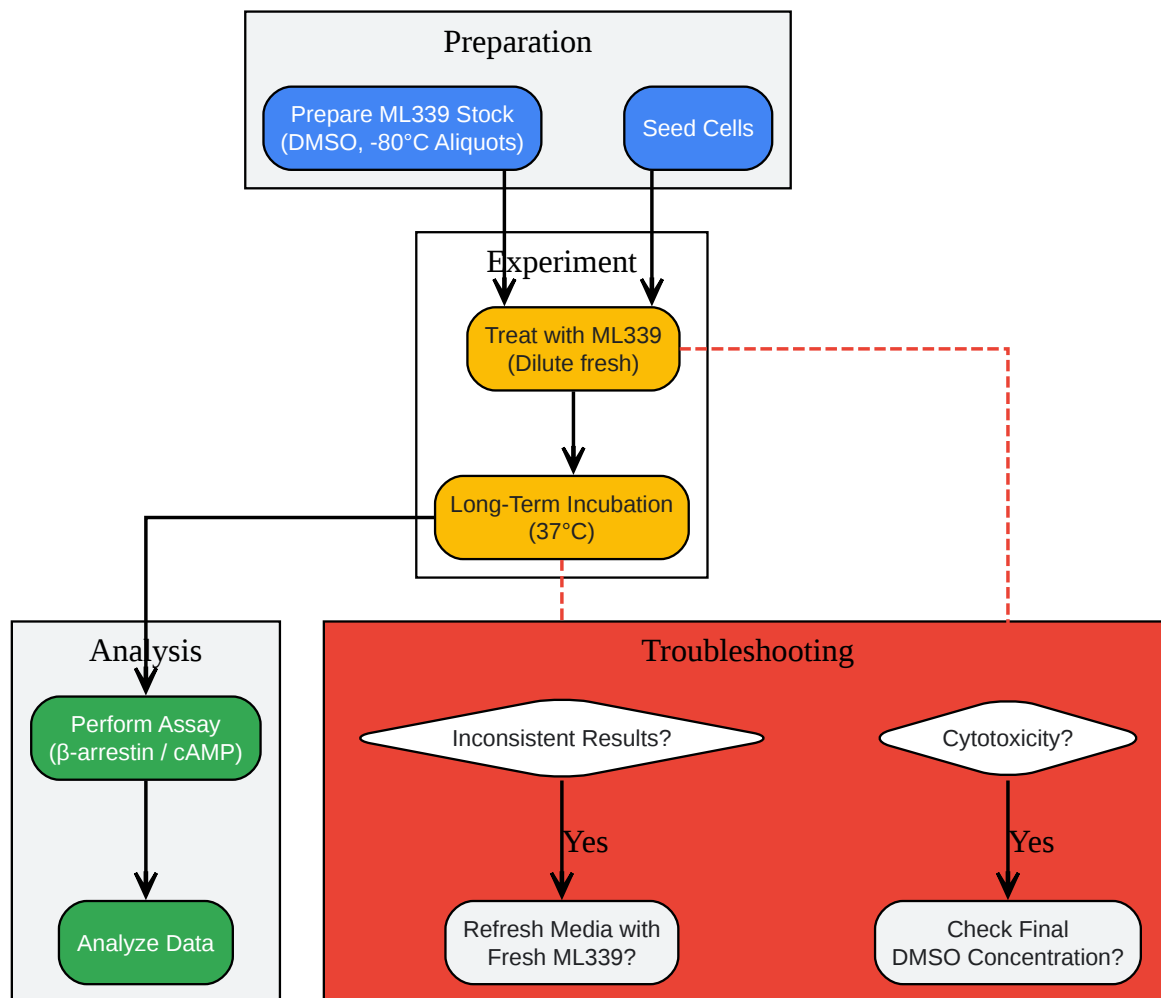 Preparation
Prepare ML339 Stock
(DMSO, -80°C Aliquots)
Seed Cells
Experiment
Treat with ML339
(Dilute fresh)
Long-Term Incubation
(37°C)
Analysis
Perform Assay
(β-arrestin / cAMP)
Analyze Data
Troubleshooting
Inconsistent Results?
Cytotoxicity?
Yes
Yes
Refresh Media with
Fresh ML339?
Check Final
DMSO Concentration?